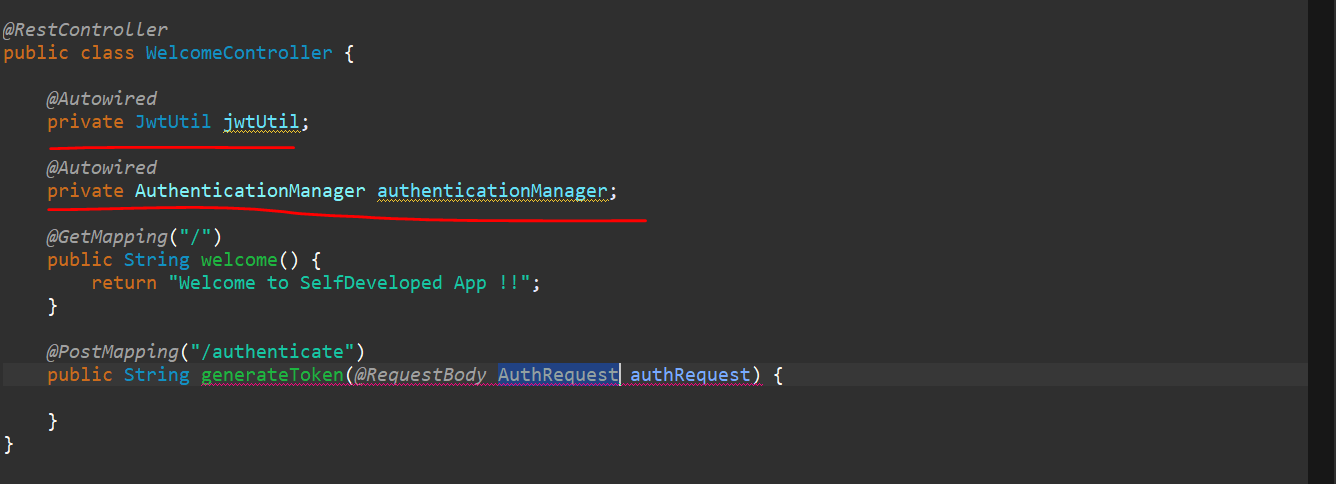 @RestController
public class WelcomeController {
@Autowired
private JwtUtil jwtUtil;
@Autowired
private AuthenticationManager authenticationManager;
@GetMapping("/")
public String welcome() {
return "Welcome to SelfDeveloped App !!";
}
@PostMapping("/authenticate")
public String generateToken(@RequestBody AuthRequest authRequest) {
}
}